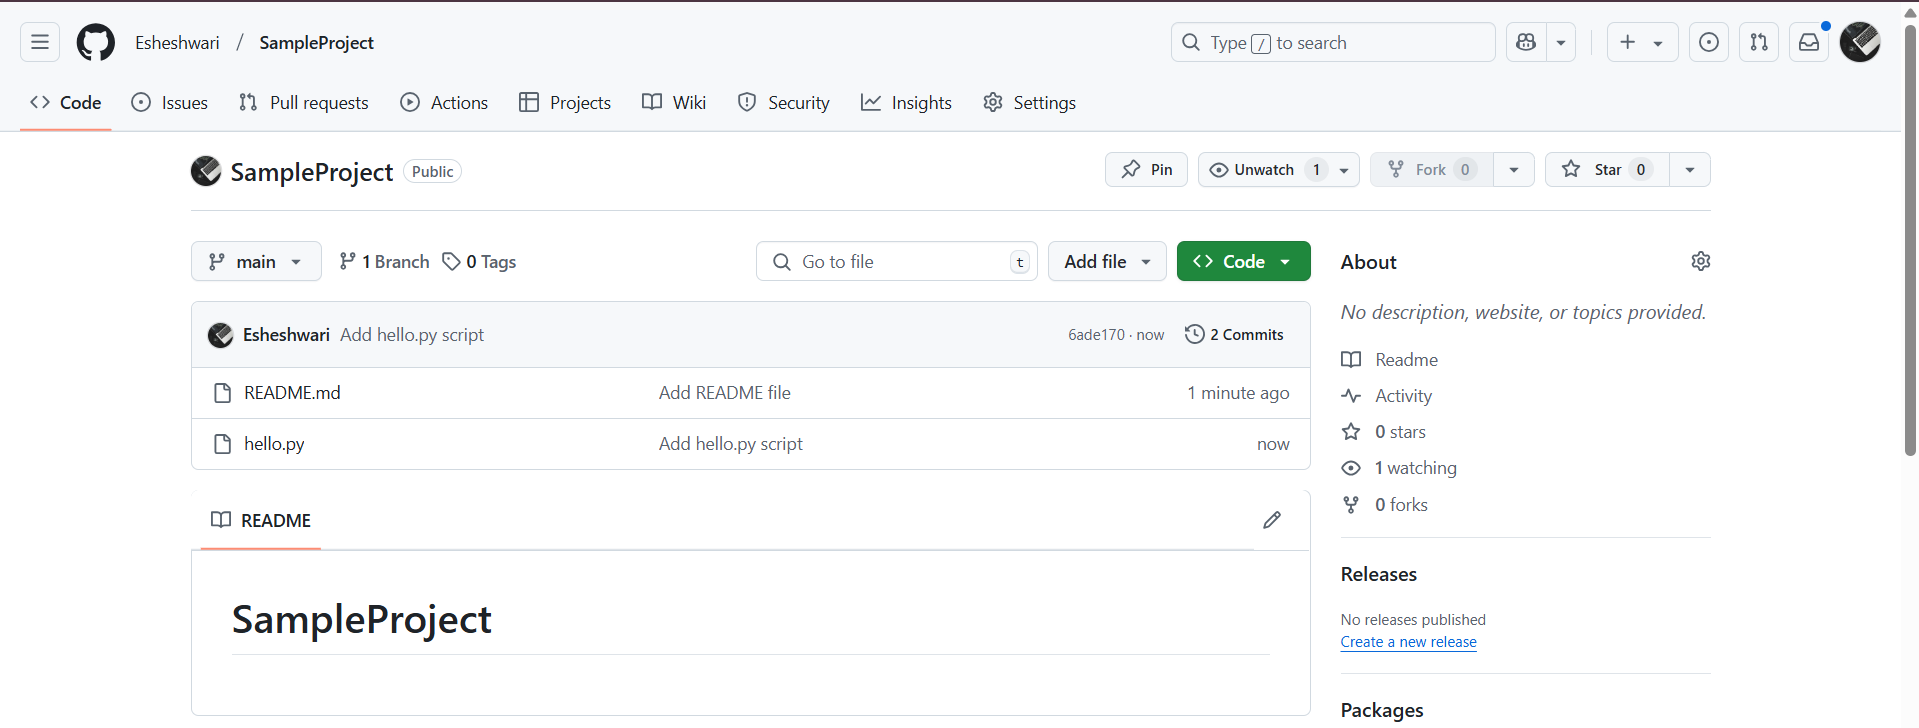 Esheshwari / SampleProject
Type / to search
Code Issues Pull requests Actions Projects Wiki Security Insights Settings
SampleProject Public
Pin Unwatch 1 Fork 0 Star 0
main 1 Branch 0 Tags
Go to file t Add file Code
Esheshwari Add hello.py script 6ade170 · now 2 Commits
README.md Add README file 1 minute ago
hello.py Add hello.py script now
README
SampleProject
About
No description, website, or topics provided.
Readme
Activity
0 stars
1 watching
0 forks
Releases
No releases published
Create a new release
Packages